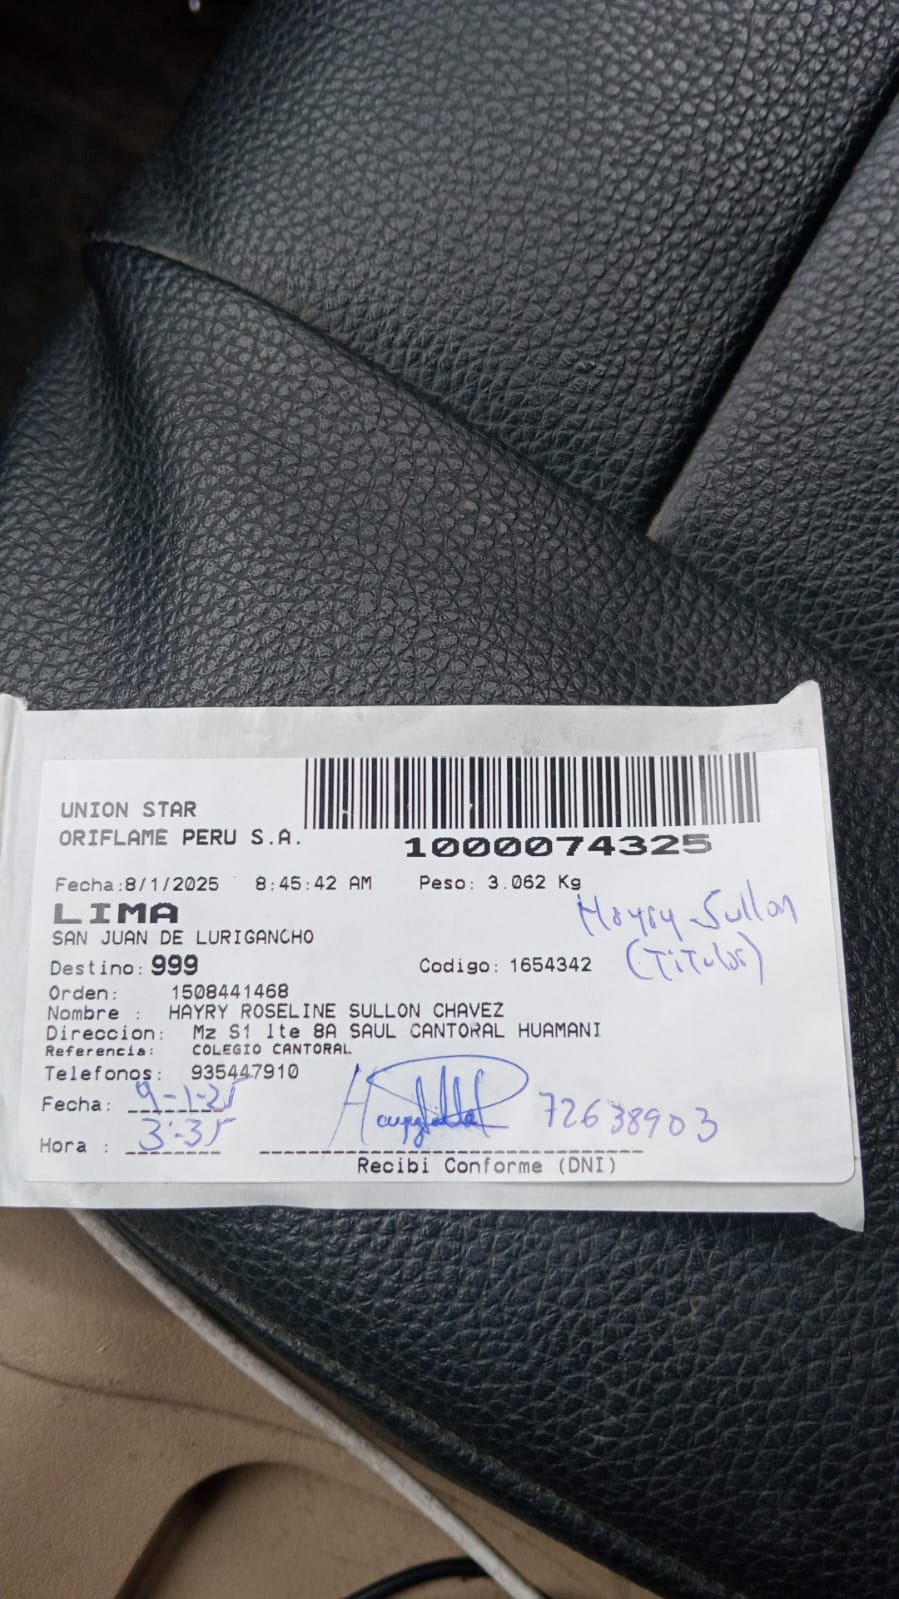 UNION STAR
ORIFLAME PERU S.A.
1000074325
Fecha:8/1/2025 8:45:42 AM Peso: 3.062 Kg
LIMA
Hayry Sullon
SAN JUAN DE LURIGANCHO
(Titular)
Destino: 999 Codigo: 1654342
Orden: 1508441468
Nombre : HAYRY ROSELINE SULLON CHAVEZ
Direccion: Mz S1 lte 8A SAUL CANTORAL HUAMANI
Referencia: COLEGIO CANTORAL
Telefonos: 935447910
Fecha: 9-1-25
72638903
Hora : 3:35
Recibi Conforme (DNI)